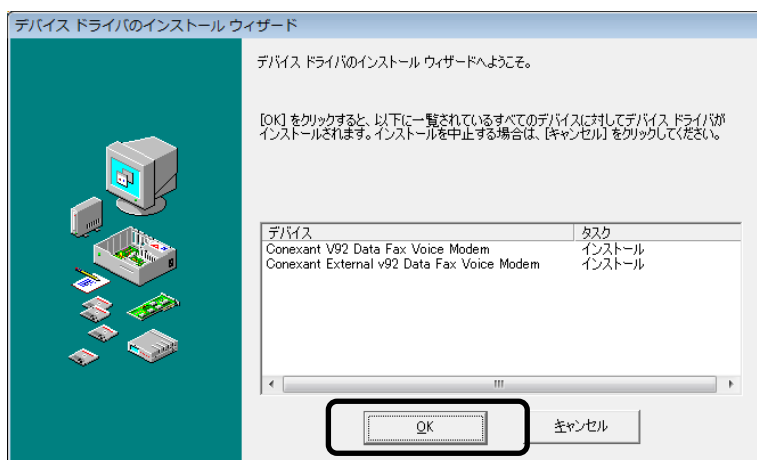 デバイス ドライバのインストール ウィザード
デバイス ドライバのインストール ウィザードへようこそ。
[OK] をクリックすると、以下に一覧されているすべてのデバイスに対してデバイス ドライバが
インストールされます。インストールを中止する場合は、[キャンセル] をクリックしてください。
デバイス タスク
Conexant V92 Data Fax Voice Modem インストール
Conexant External v92 Data Fax Voice Modem インストール
OK キャンセル